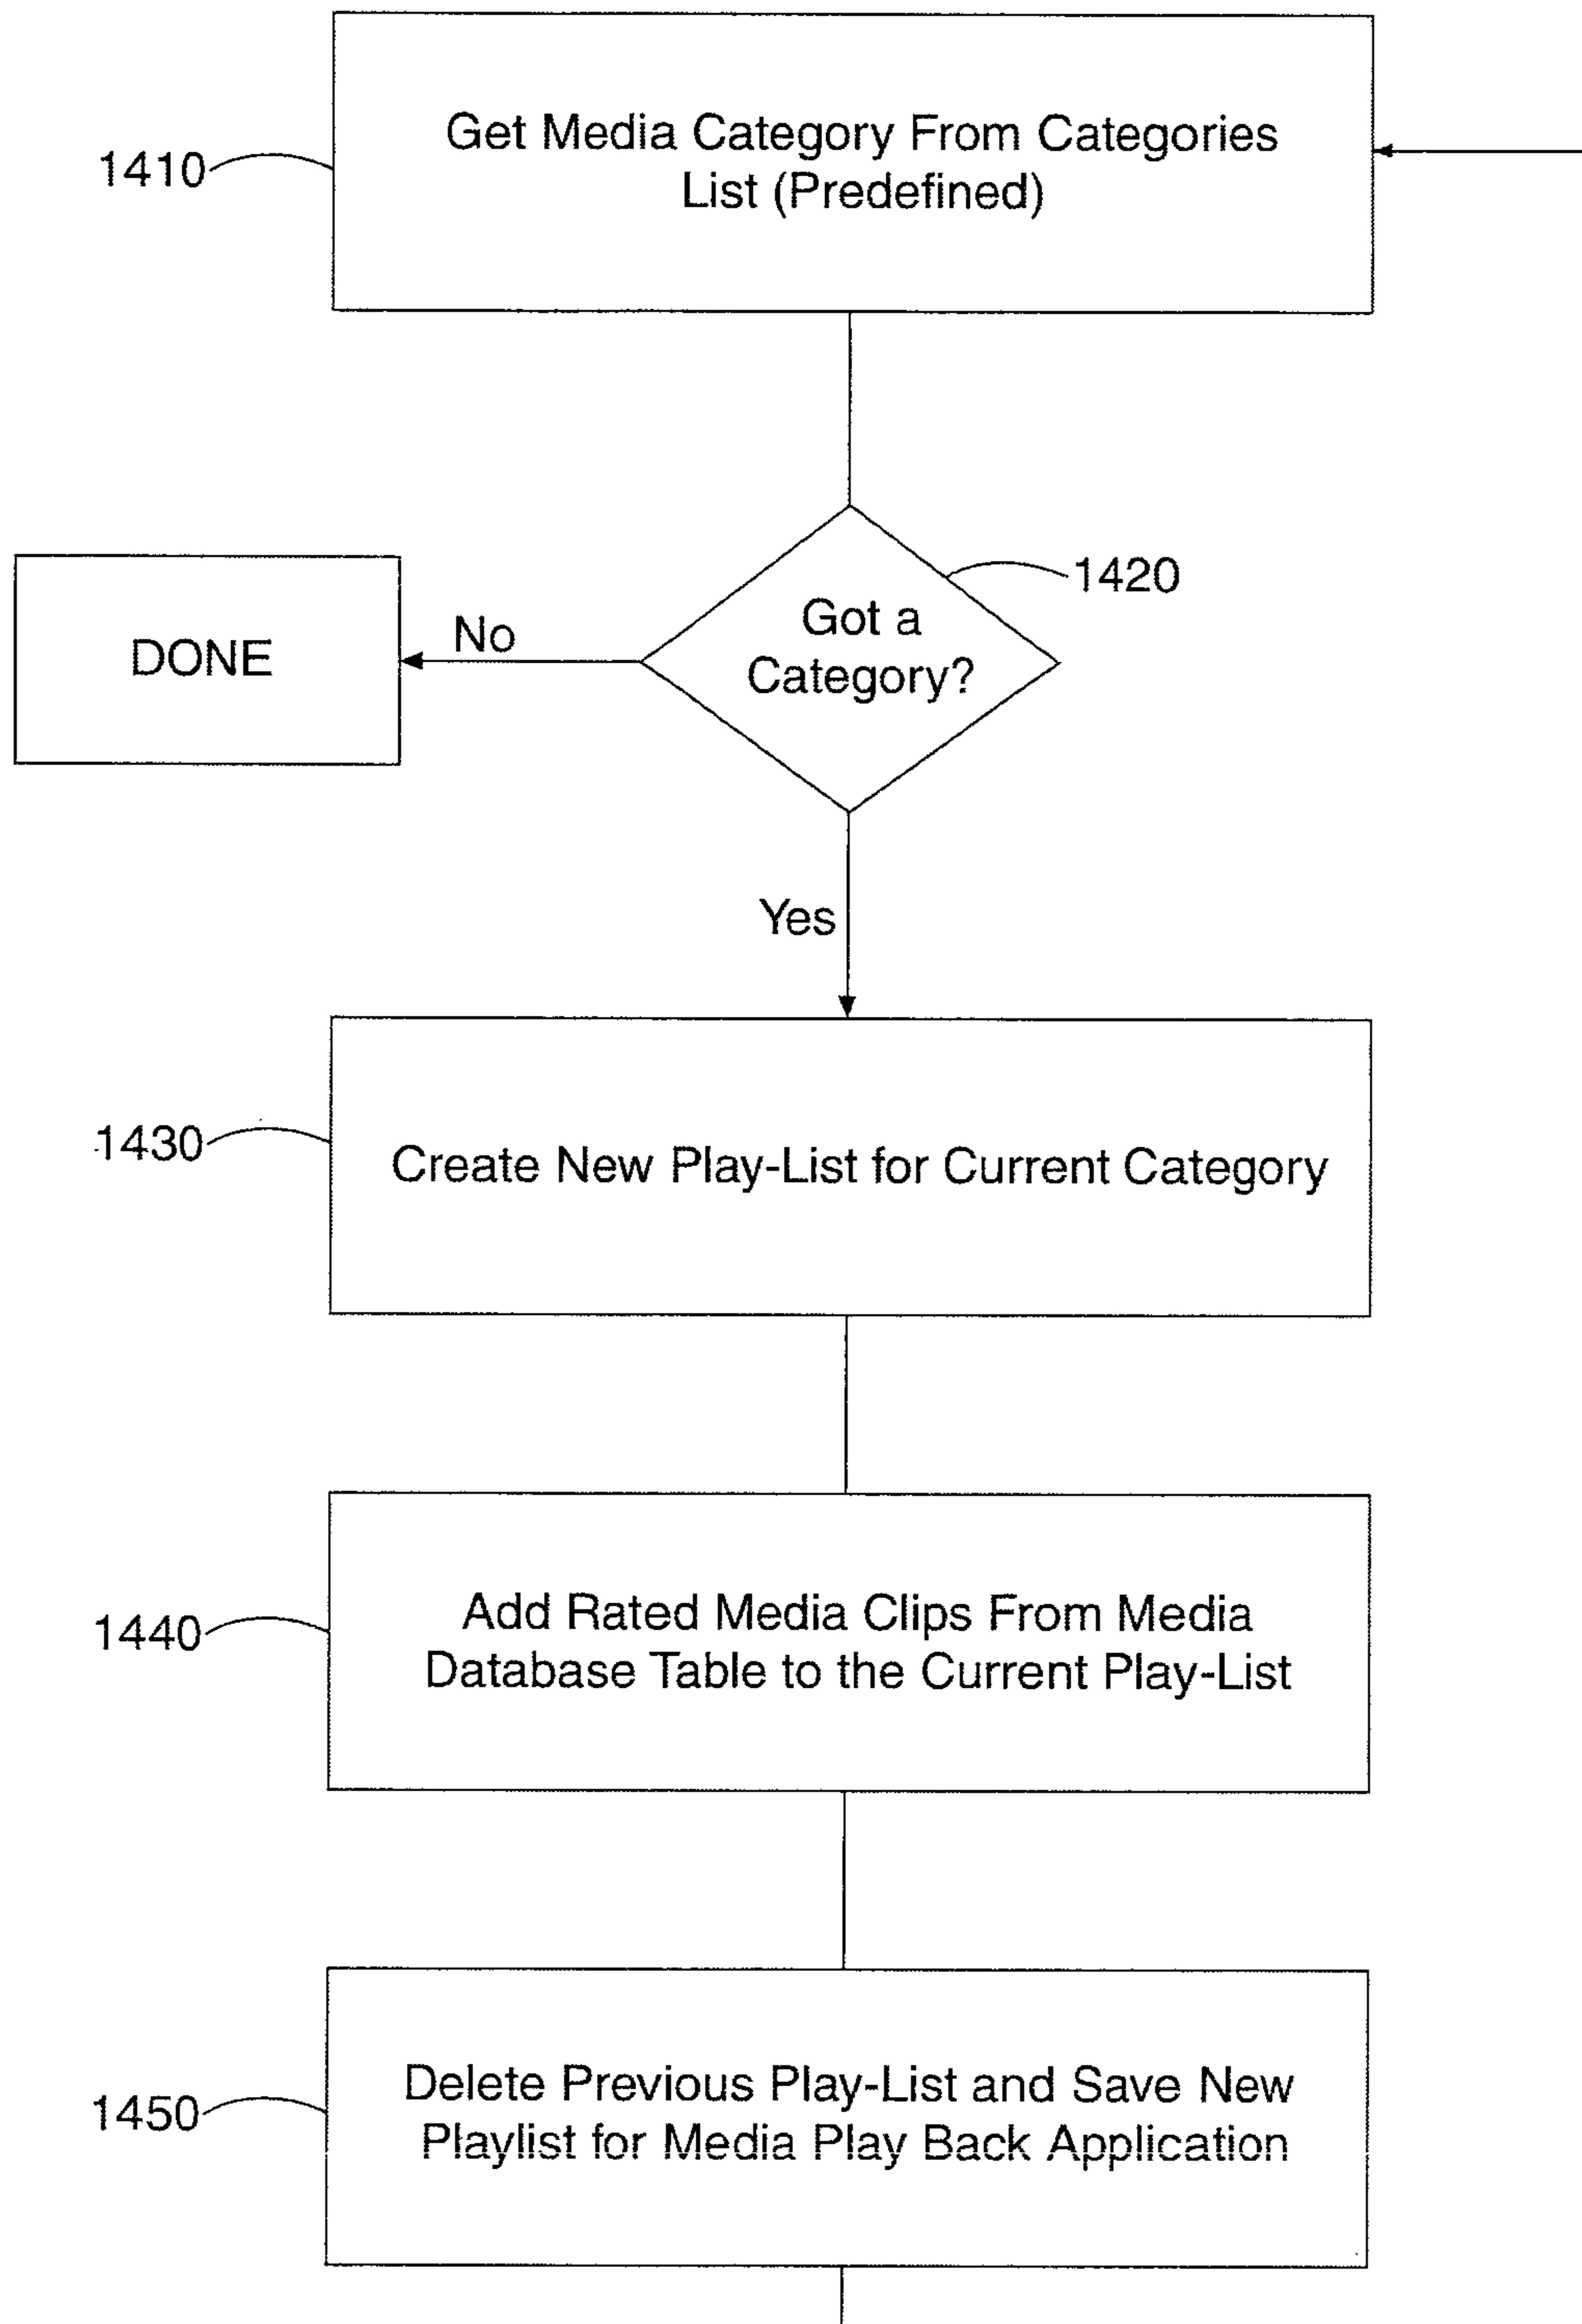 Get Media Category From Categories
List (Predefined)
1410
1420
Got a
Category?
No
DONE
Yes
1430
Create New Play-List for Current Category
Add Rated Media Clips From Media
Database Table to the Current Play-List
1440
Delete Previous Play-List and Save New
Playlist for Media Play Back Application
1450